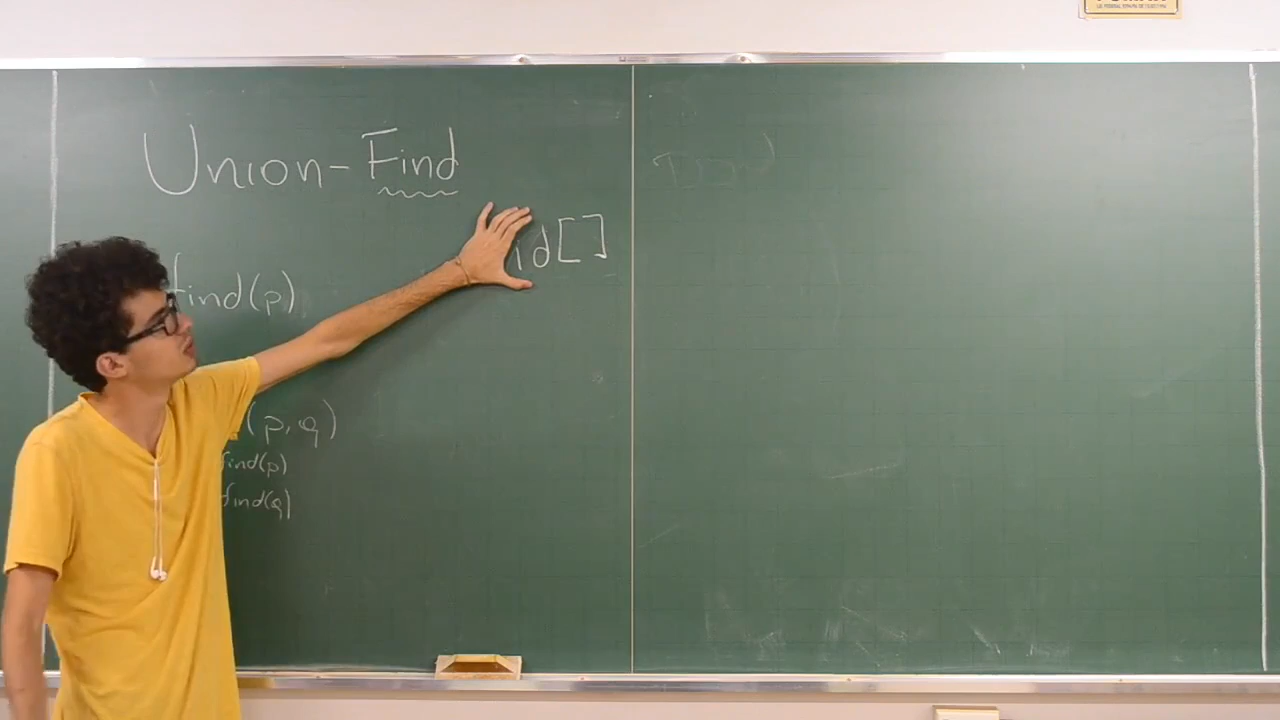 Union-Find
id[]
find(p)
(p, q)
find(p)
find(q)